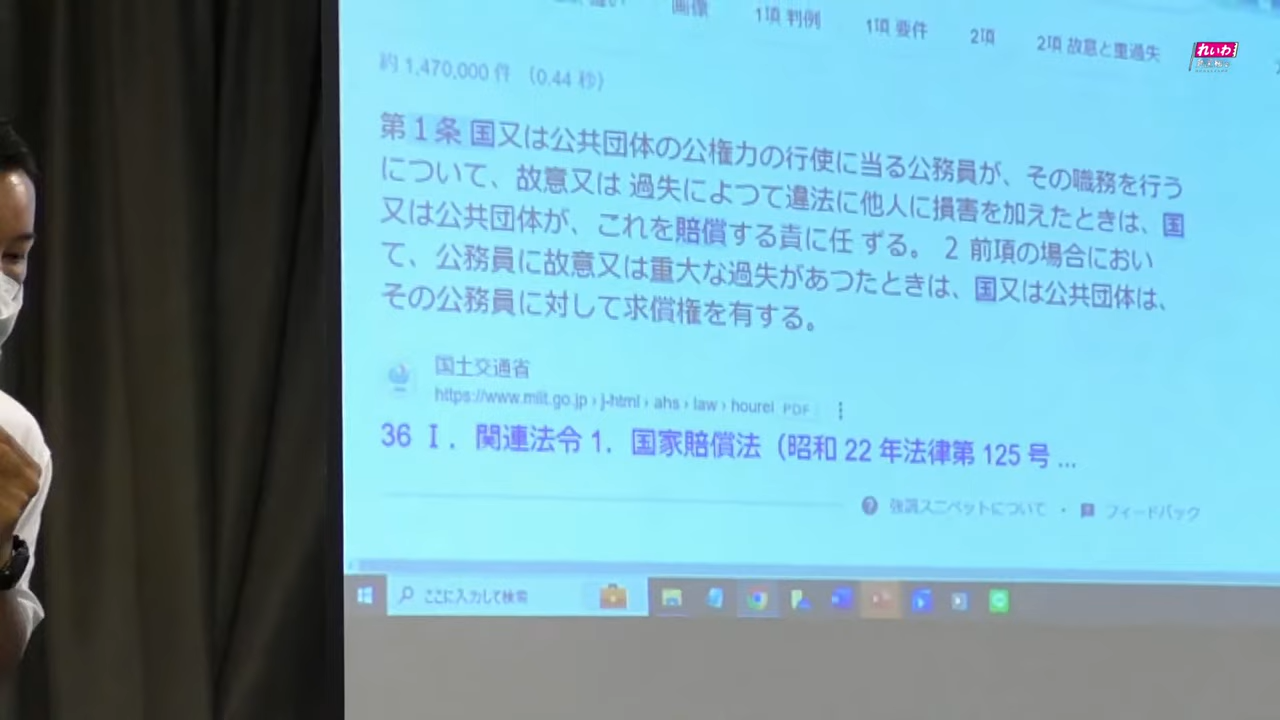 画像
1項 判例
1項 要件
2項
2項 故意と重過失
れいわ
約 1,470,000 件 (0.44 秒)
第１条 国又は公共団体の公権力の行使に当る公務員が、その職務を行う
について、故意又は 過失によつて違法に他人に損害を加えたときは、国
又は公共団体が、これを賠償する責に任 ずる。 ２ 前項の場合におい
て、公務員に故意又は重大な過失があつたときは、国又は公共団体は、
その公務員に対して求償権を有する。
国土交通省
https://www.mlit.go.jp › j-html › ahs › law › hourei PDF
36 Ⅰ．関連法令 1．国家賠償法（昭和 22 年法律第 125 号 ...
強調スニペットについて ・ フィードバック
ここに入力して検索